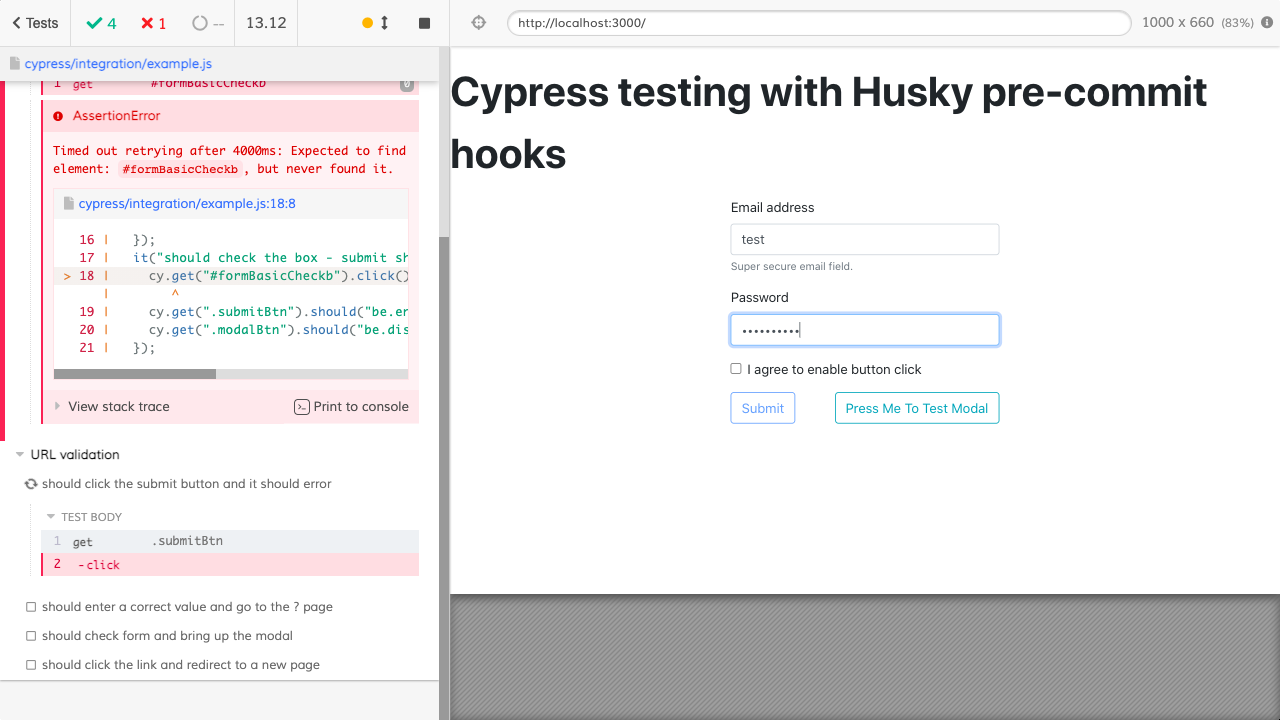 Tests
4
1
--
13.12
http://localhost:3000/
1000 x 660 (83%)
cypress/integration/example.js
1 get #formBasicCheckb 0
AssertionError
Timed out retrying after 4000ms: Expected to find
element: #formBasicCheckb, but never found it.
cypress/integration/example.js:18:8
16 | });
17 | it("should check the box - submit sh
> 18 | cy.get("#formBasicCheckb").click()
| ^
19 | cy.get(".submitBtn").should("be.er
20 | cy.get(".modalBtn").should("be.dis
21 | });
View stack trace
Print to console
URL validation
should click the submit button and it should error
TEST BODY
1 get .submitBtn
2 -click
should enter a correct value and go to the ? page
should check form and bring up the modal
should click the link and redirect to a new page
Cypress testing with Husky pre-commit
hooks
Email address
test
Super secure email field.
Password
••••••••••
I agree to enable button click
Submit
Press Me To Test Modal